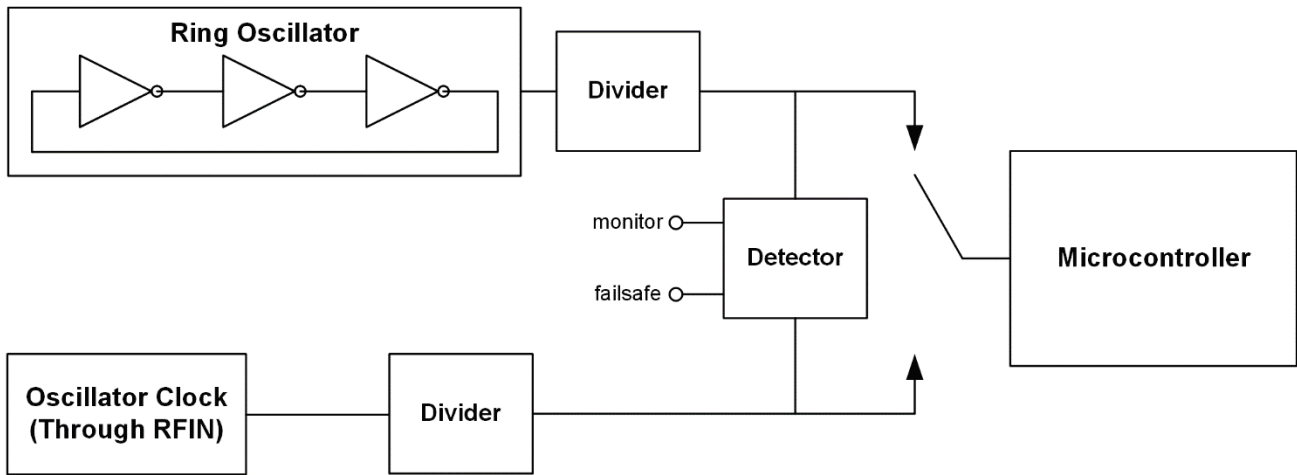 Ring Oscillator
Divider
monitor
Detector
failsafe
Microcontroller
Oscillator Clock
(Through RFIN)
Divider